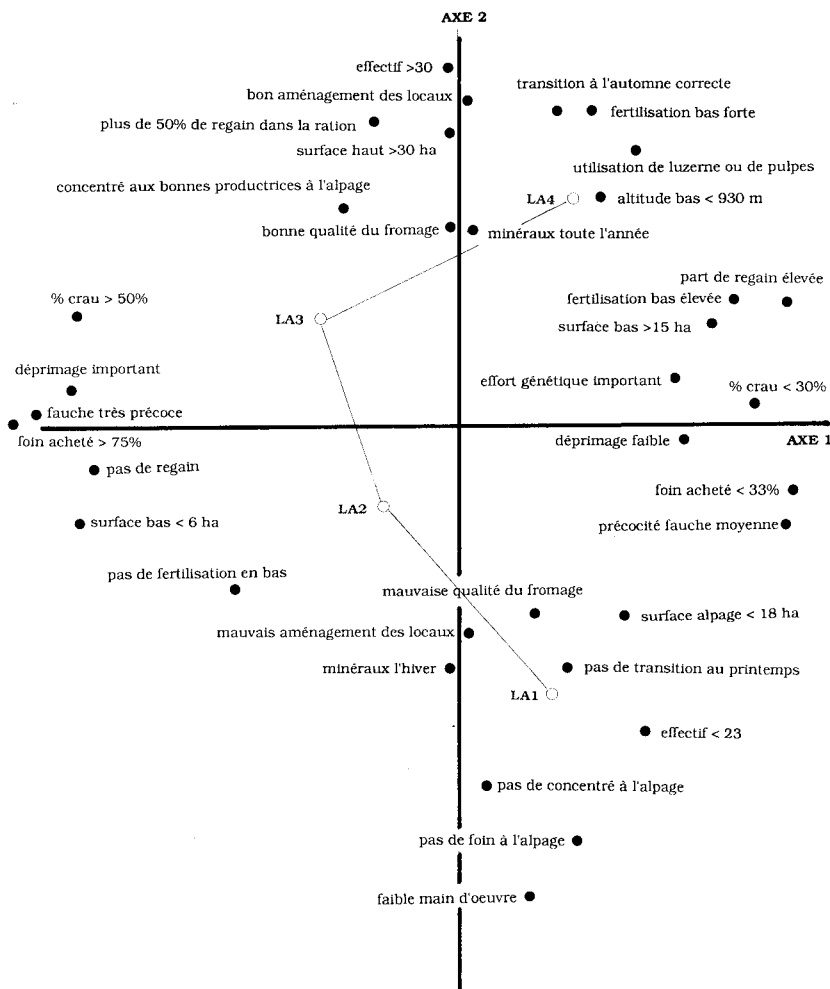 AXE 2
effectif >30
transition à l'automne correcte
bon aménagement des locaux
fertilisation bas forte
plus de 50% de regain dans la ration
surface haut >30 ha
utilisation de luzerne ou de pulpes
concentré aux bonnes productrices à l'alpage
LA4
altitude bas < 930 m
bonne qualité du fromage
minéraux toute l'année
part de regain élevée
% crau > 50%
fertilisation bas élevée
LA3
surface bas >15 ha
déprimage important
effort génétique important
% crau < 30%
fauche très précoce
foin acheté > 75%
déprimage faible
AXE 1
pas de regain
foin acheté < 33%
LA2
surface bas < 6 ha
précocité fauche moyenne
pas de fertilisation en bas
mauvaise qualité du fromage
surface alpage < 18 ha
mauvais aménagement des locaux
minéraux l'hiver
pas de transition au printemps
LA1
effectif < 23
pas de concentré à l'alpage
pas de foin à l'alpage
faible main d'oeuvre